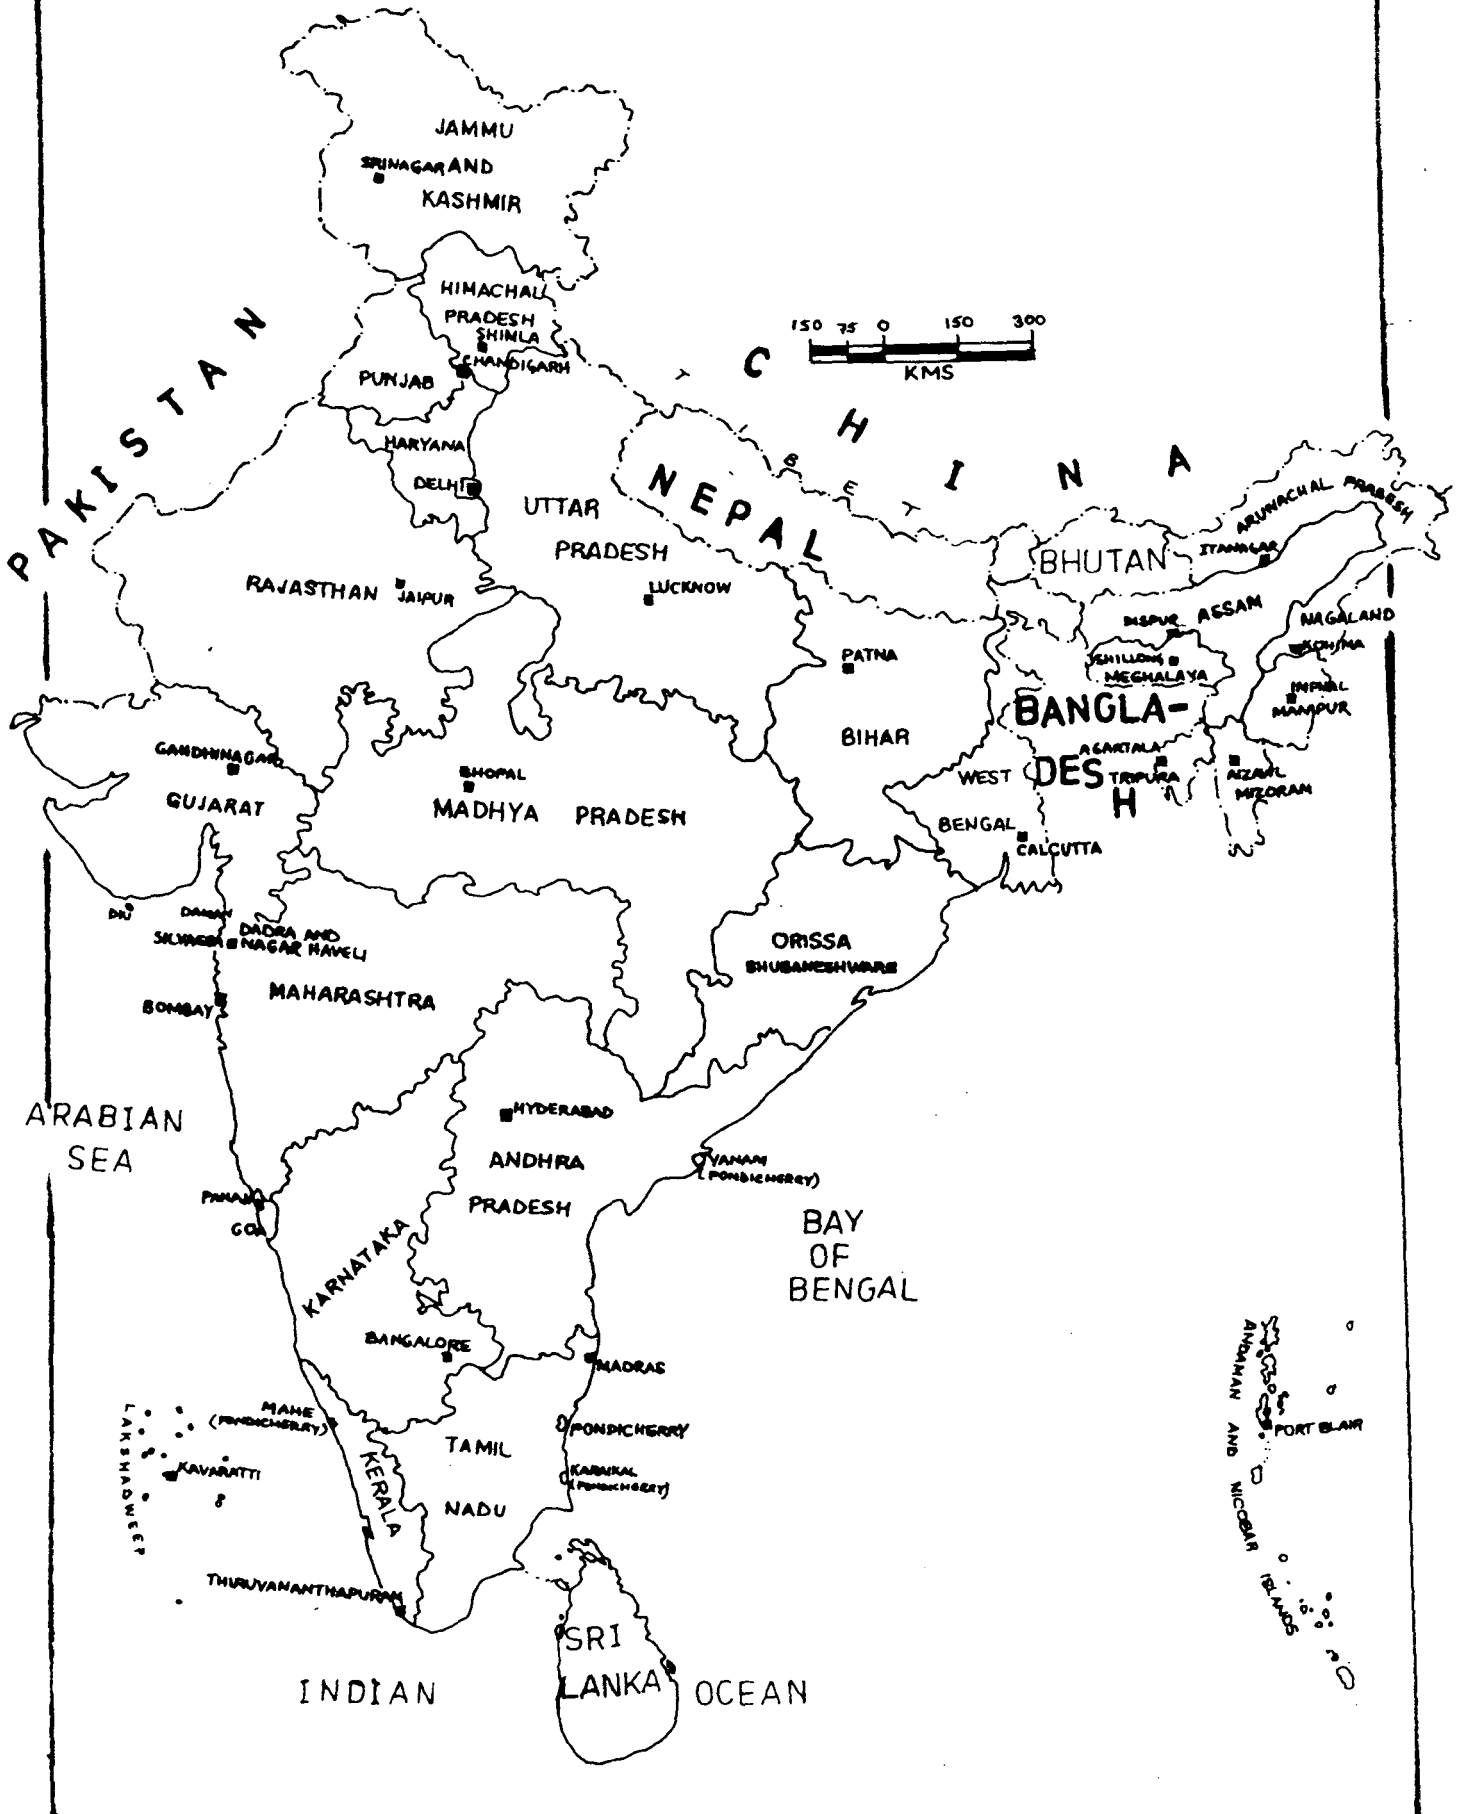 JAMMU
SRINAGAR AND
KASHMIR
HIMACHAL
PRADESH
SHIMLA
CHANDIGARH
PUNJAB
PAKISTAN
150 75 0 150 300
KMS
CHINA
TIBET
HARYANA
DELHI
NEPAL
UTTAR
PRADESH
LUCKNOW
RAJASTHAN
JAIPUR
BHUTAN
ARUNACHAL PRADESH
ITANAGAR
DISPUR
ASSAM
NAGALAND
KOHIMA
SHILLONG
MEGHALAYA
IMPHAL
MANIPUR
PATNA
BIHAR
BANGLA-
DES
H
AGARTALA
TRIPURA
AIZAWL
MIZORAM
WEST
BENGAL
CALCUTTA
GANDHINAGAR
GUJARAT
BHOPAL
MADHYA PRADESH
DIU
DAMAN
SILVASSA
DADRA AND
NAGAR HAVELI
ORISSA
BHUBANESHWARE
BOMBAY
MAHARASHTRA
ARABIAN
SEA
HYDERABAD
ANDHRA
PRADESH
YANAM
(PONDICHERRY)
PANAJI
GOA
KARNATAKA
BAY
OF
BENGAL
BANGALORE
MADRAS
MAHE
(PONDICHERRY)
PONDICHERRY
KARAIKAL
(PONDICHERRY)
LAKSHADWEEP
KAVARATTI
KERALA
TAMIL
NADU
THIRUVANANTHAPURAM
ANDAMAN AND NICOBAR ISLANDS
PORT BLAIR
SRI
LANKA
INDIAN OCEAN